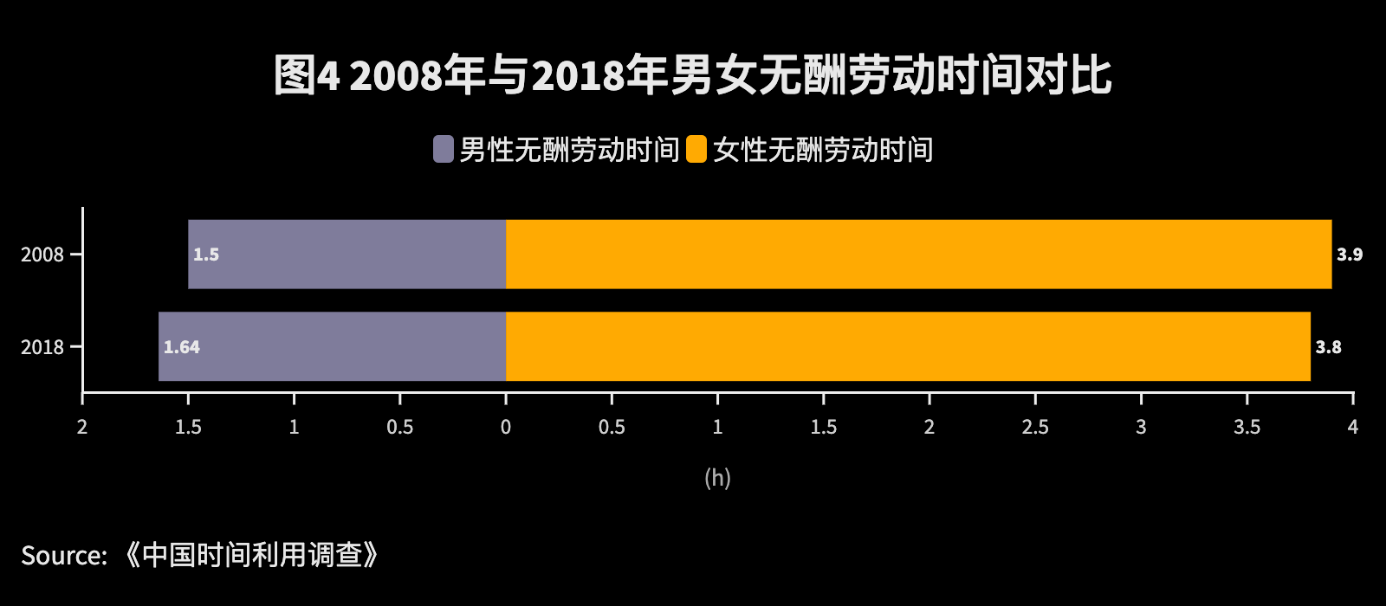 图4 2008年与2018年男女无酬劳动时间对比
男性无酬劳动时间 女性无酬劳动时间
2008 1.5 3.9
2018 1.64 3.8
2 1.5 1 0.5 0 0.5 1 1.5 2 2.5 3 3.5 4
(h)
Source: 《中国时间利用调查》